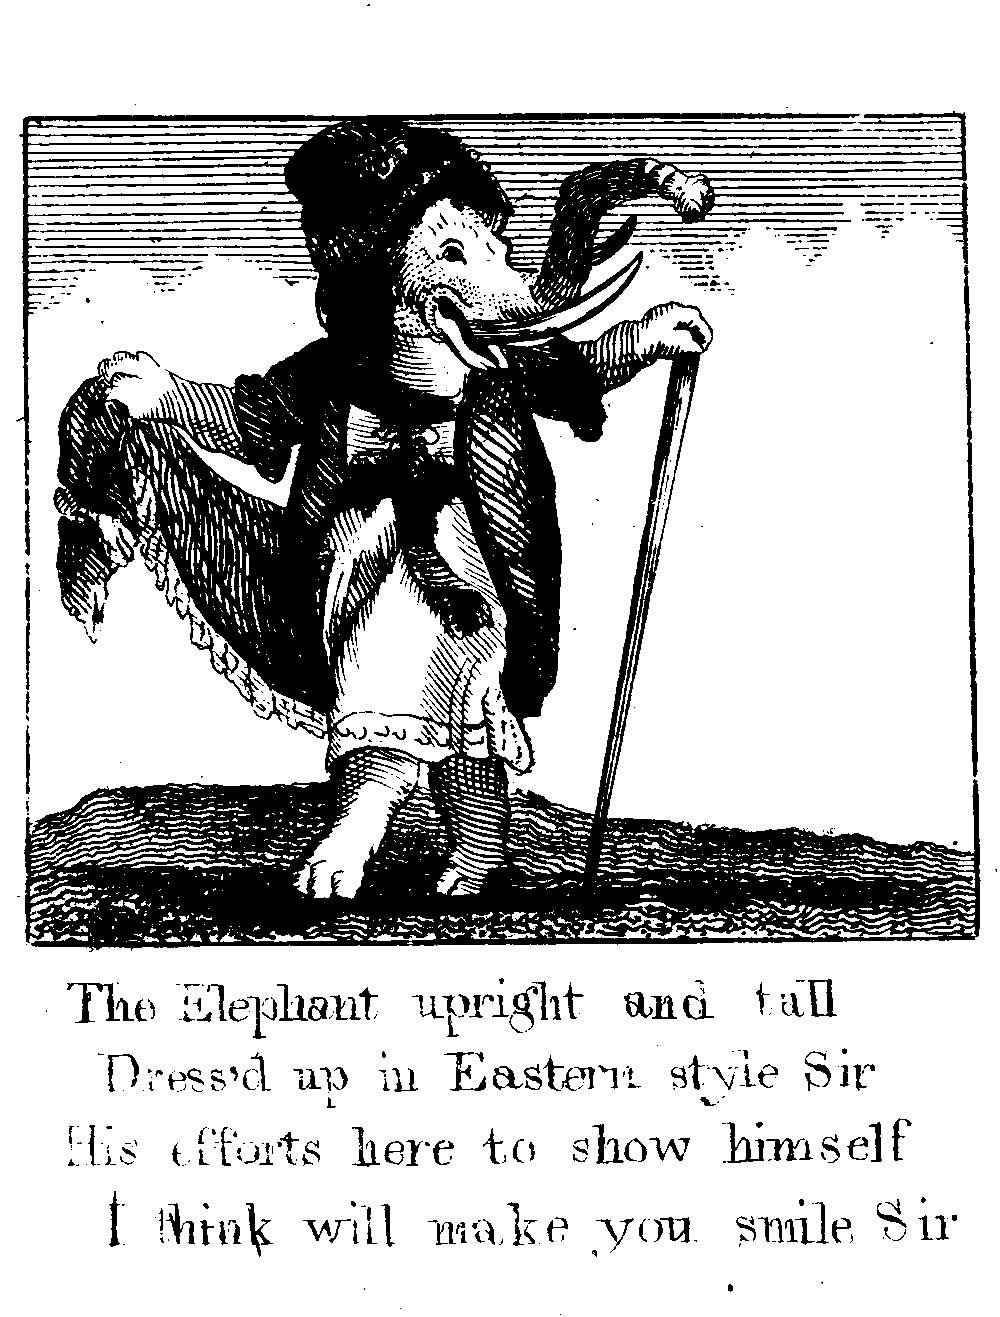 The Elephant upright and tall
Dress'd up in Eastern style Sir
His efforts here to show himself
I think will make you smile Sir